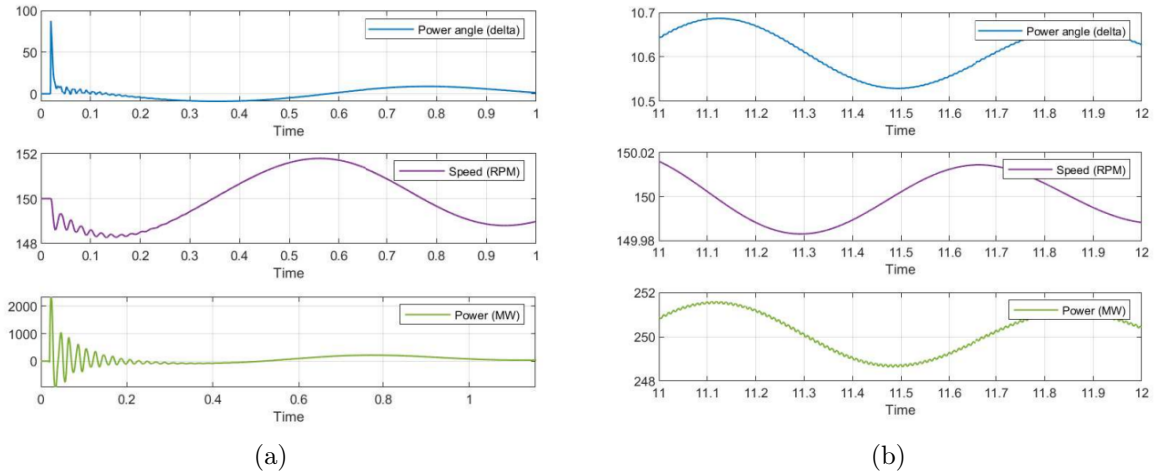 100
50
0
Power angle (delta)
0 0.1 0.2 0.3 0.4 0.5 0.6 0.7 0.8 0.9 1
Time
152
150
148
Speed (RPM)
0 0.1 0.2 0.3 0.4 0.5 0.6 0.7 0.8 0.9 1
Time
2000
1000
0
Power (MW)
0 0.2 0.4 0.6 0.8 1
Time
(a)
10.7
10.6
10.5
Power angle (delta)
11 11.1 11.2 11.3 11.4 11.5 11.6 11.7 11.8 11.9 12
Time
150.02
150
149.98
Speed (RPM)
11 11.1 11.2 11.3 11.4 11.5 11.6 11.7 11.8 11.9 12
Time
252
250
248
Power (MW)
11 11.1 11.2 11.3 11.4 11.5 11.6 11.7 11.8 11.9 12
Time
(b)